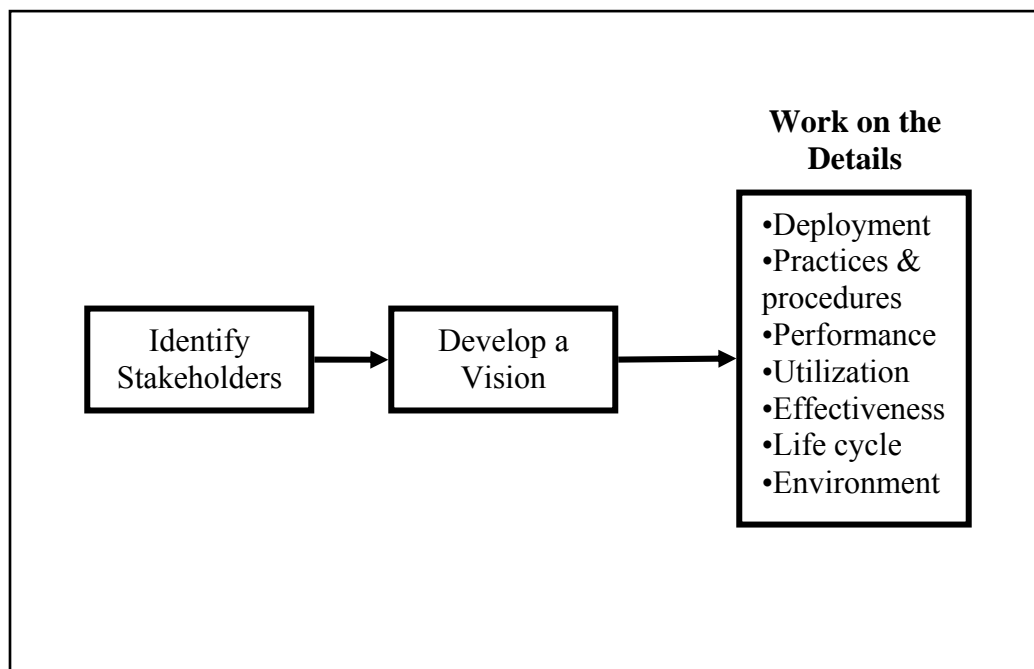 Identify
Stakeholders
Develop a
Vision
Work on the
Details
•Deployment
•Practices &
procedures
•Performance
•Utilization
•Effectiveness
•Life cycle
•Environment